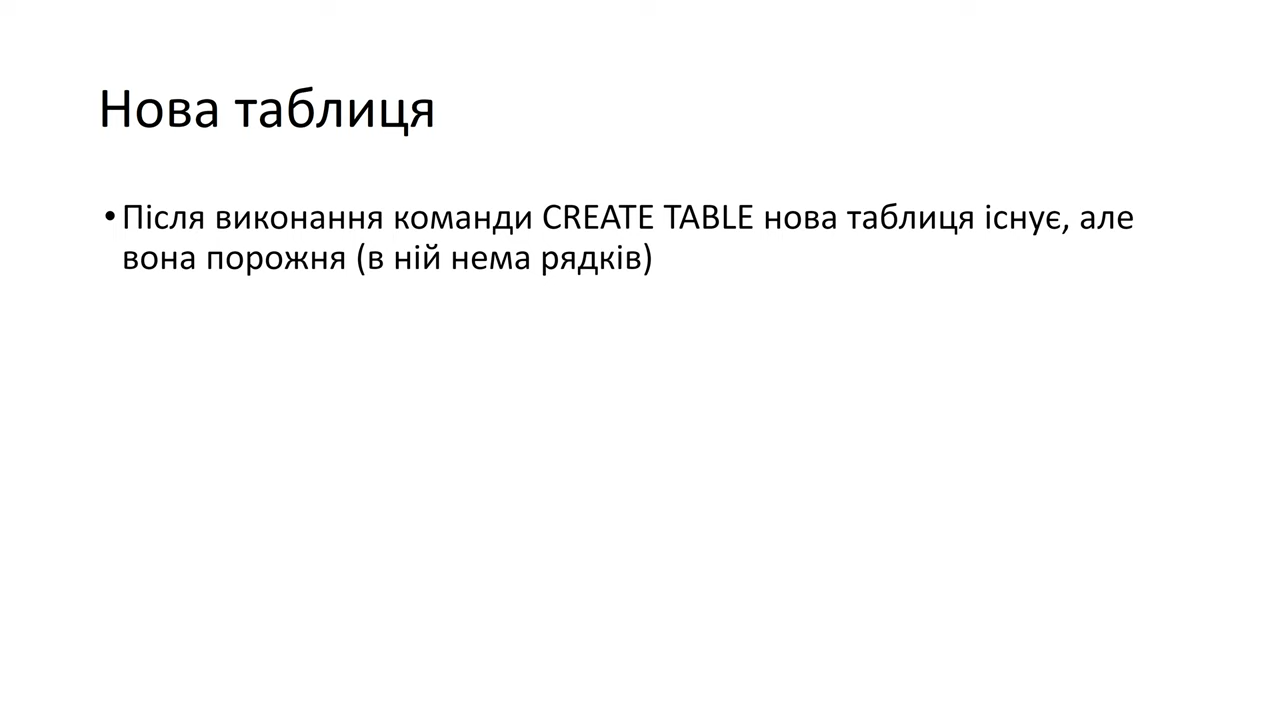 Нова таблиця
• Після виконання команди CREATE TABLE нова таблиця існує, але
вона порожня (в ній нема рядків)